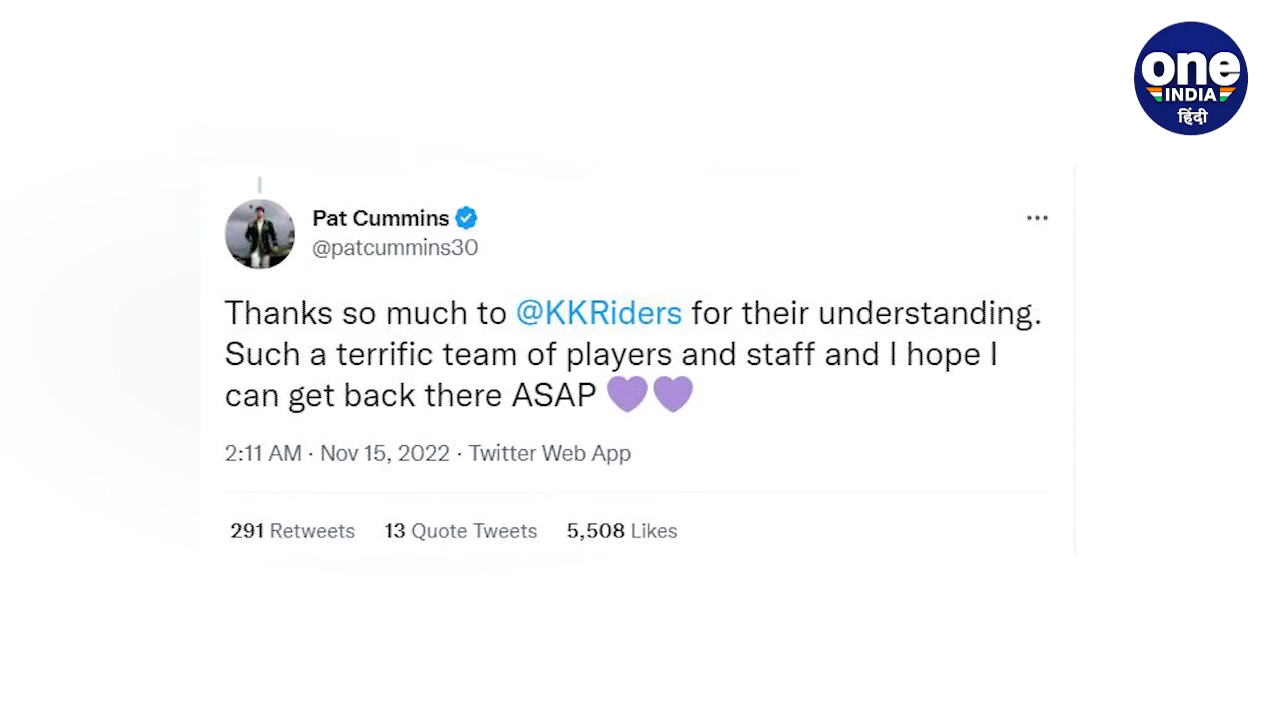 one
INDIA
हिंदी
Pat Cummins
@patcummins30
Thanks so much to @KKRiders for their understanding.
Such a terrific team of players and staff and I hope I
can get back there ASAP 💜💜
2:11 AM · Nov 15, 2022 · Twitter Web App
291 Retweets 13 Quote Tweets 5,508 Likes